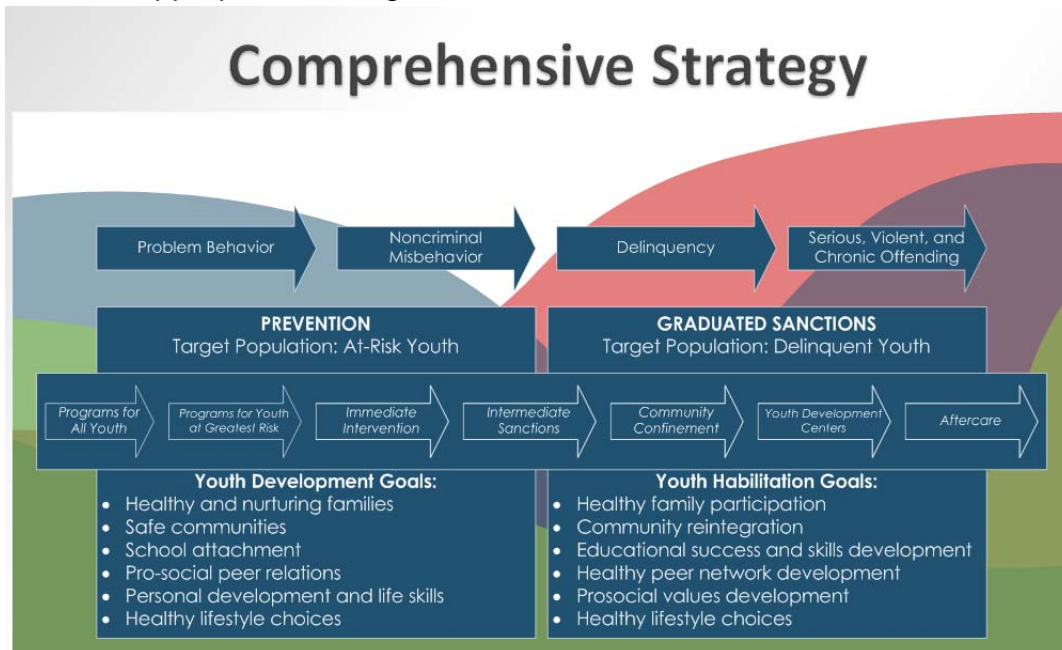 Comprehensive Strategy
Problem Behavior
Noncriminal
Misbehavior
Delinquency
Serious, Violent, and
Chronic Offending
PREVENTION
Target Population: At-Risk Youth
GRADUATED SANCTIONS
Target Population: Delinquent Youth
Programs for
All Youth
Programs for Youth
at Greatest Risk
Immediate
Intervention
Intermediate
Sanctions
Community
Confinement
Youth Development
Centers
Aftercare
Youth Development Goals:
• Healthy and nurturing families
• Safe communities
• School attachment
• Pro-social peer relations
• Personal development and life skills
• Healthy lifestyle choices
Youth Habilitation Goals:
• Healthy family participation
• Community reintegration
• Educational success and skills development
• Healthy peer network development
• Prosocial values development
• Healthy lifestyle choices